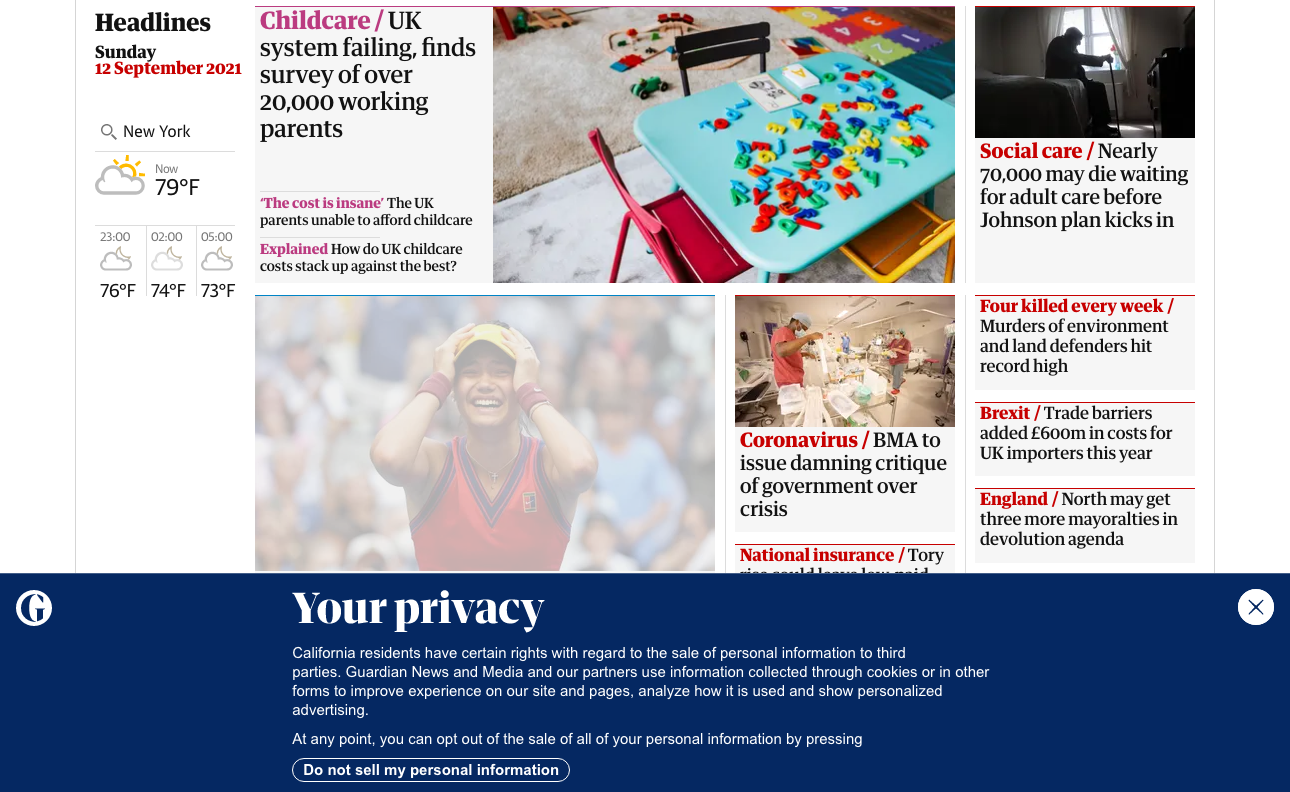 Headlines
Sunday
12 September 2021
New York
Now
79°F
23:00
02:00
05:00
76°F
74°F
73°F
Childcare / UK
system failing, finds
survey of over
20,000 working
parents
‘The cost is insane’ The UK
parents unable to afford childcare
Explained How do UK childcare
costs stack up against the best?
Social care / Nearly
70,000 may die waiting
for adult care before
Johnson plan kicks in
Coronavirus / BMA to
issue damning critique
of government over
crisis
National insurance / Tory
rise could leave low-paid
Four killed every week /
Murders of environment
and land defenders hit
record high
Brexit / Trade barriers
added £600m in costs for
UK importers this year
England / North may get
three more mayoralties in
devolution agenda
Your privacy
California residents have certain rights with regard to the sale of personal information to third
parties. Guardian News and Media and our partners use information collected through cookies or in other
forms to improve experience on our site and pages, analyze how it is used and show personalized
advertising.
At any point, you can opt out of the sale of all of your personal information by pressing
Do not sell my personal information